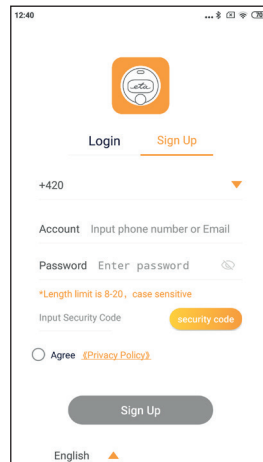 12:40
eta
Login Sign Up
+420
Account Input phone number or Email
Password Enter password
*Length limit is 8-20, case sensitive
Input Security Code security code
Agree 《Privacy Policy》
Sign Up
English